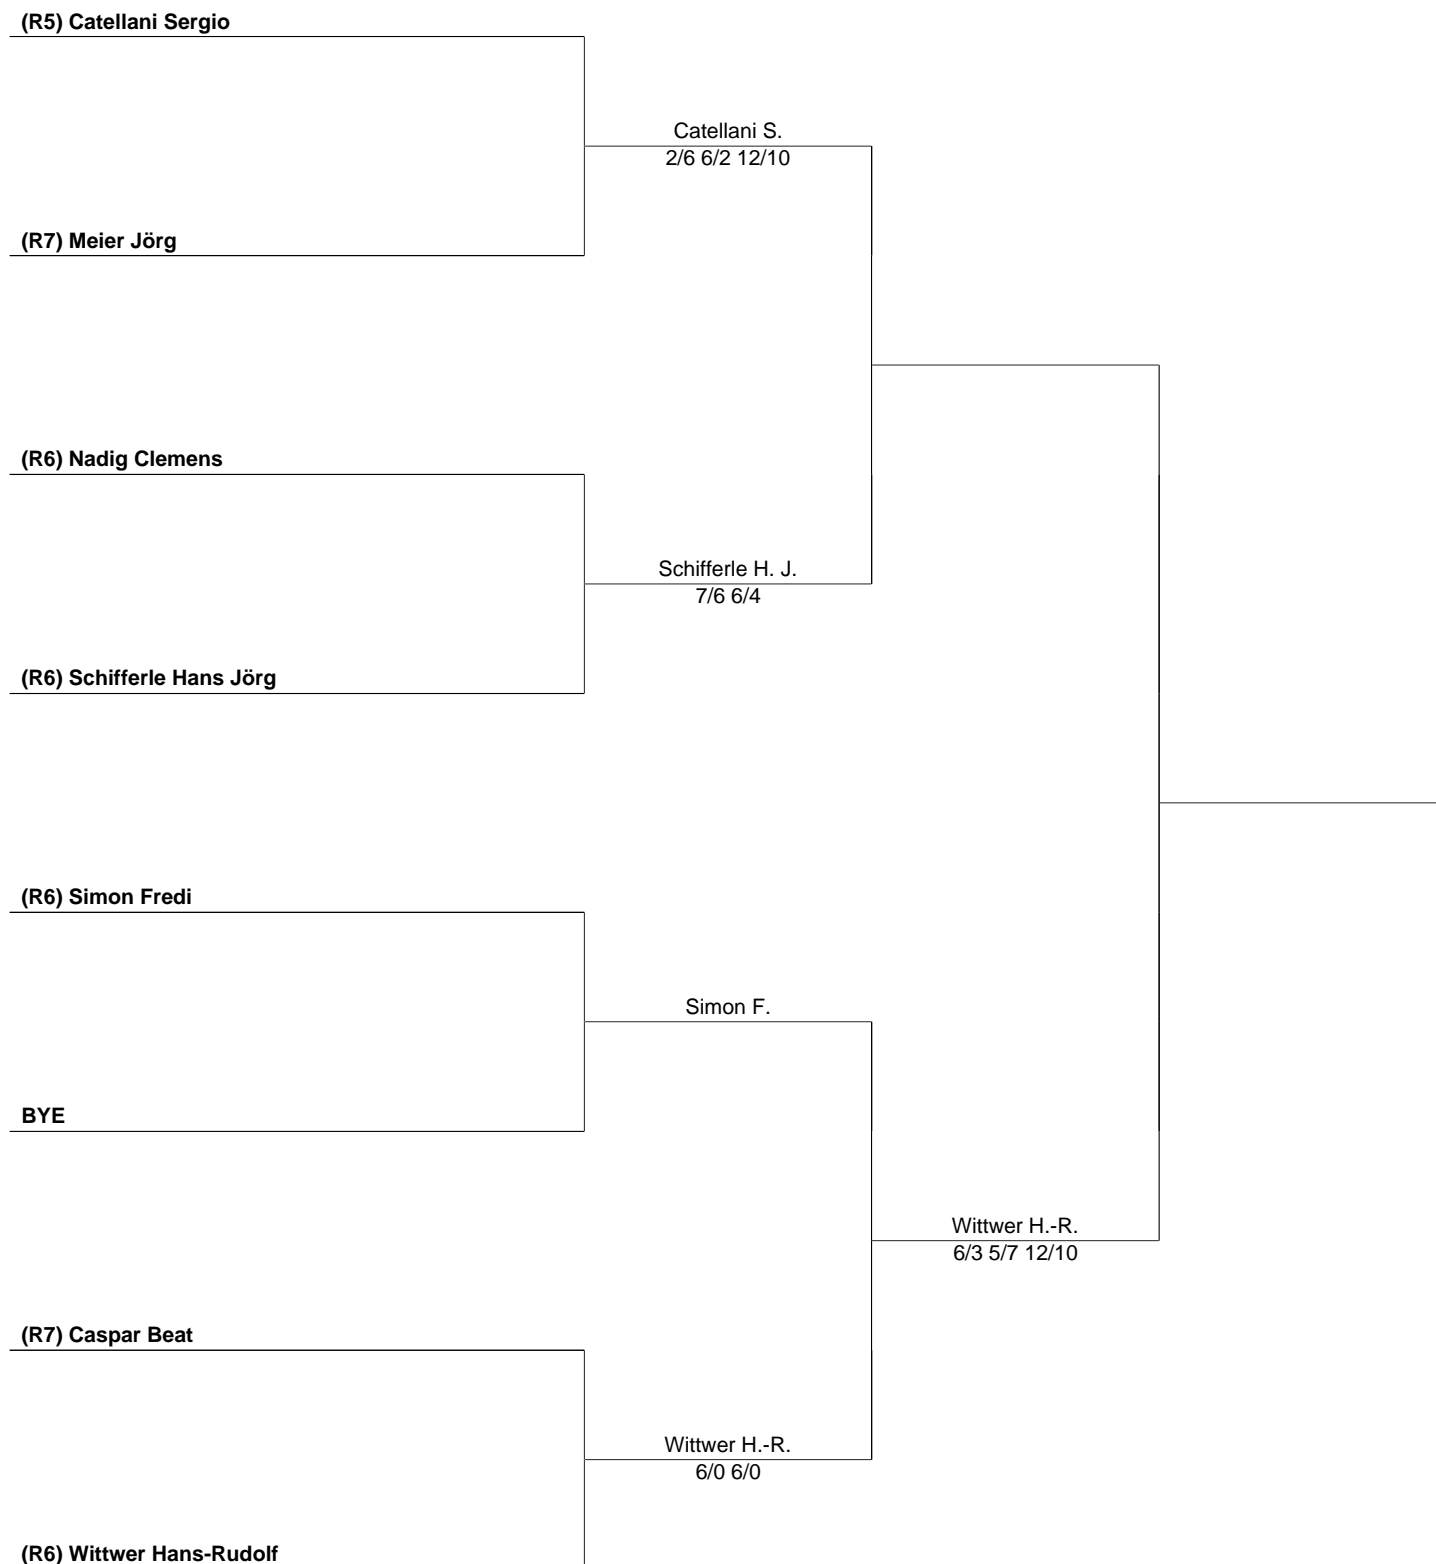 (R5) Catellani Sergio
Catellani S.
2/6 6/2 12/10
(R7) Meier Jörg
(R6) Nadig Clemens
Schifferle H. J.
7/6 6/4
(R6) Schifferle Hans Jörg
(R6) Simon Fredi
Simon F.
BYE
Wittwer H.-R.
6/3 5/7 12/10
(R7) Caspar Beat
Wittwer H.-R.
6/0 6/0
(R6) Wittwer Hans-Rudolf